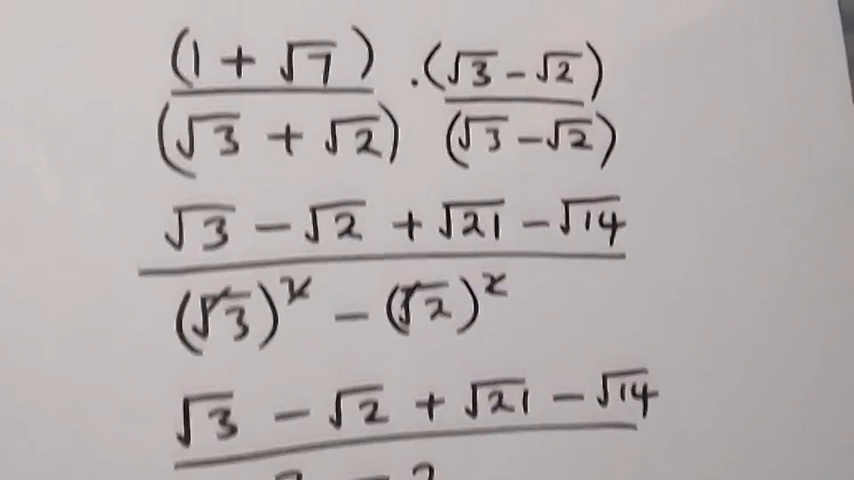 (1 + √7) . (√3 - √2)
(√3 + √2) (√3 - √2)
√3 - √2 + √21 - √14
(√3)² - (√2)²
√3 - √2 + √21 - √14